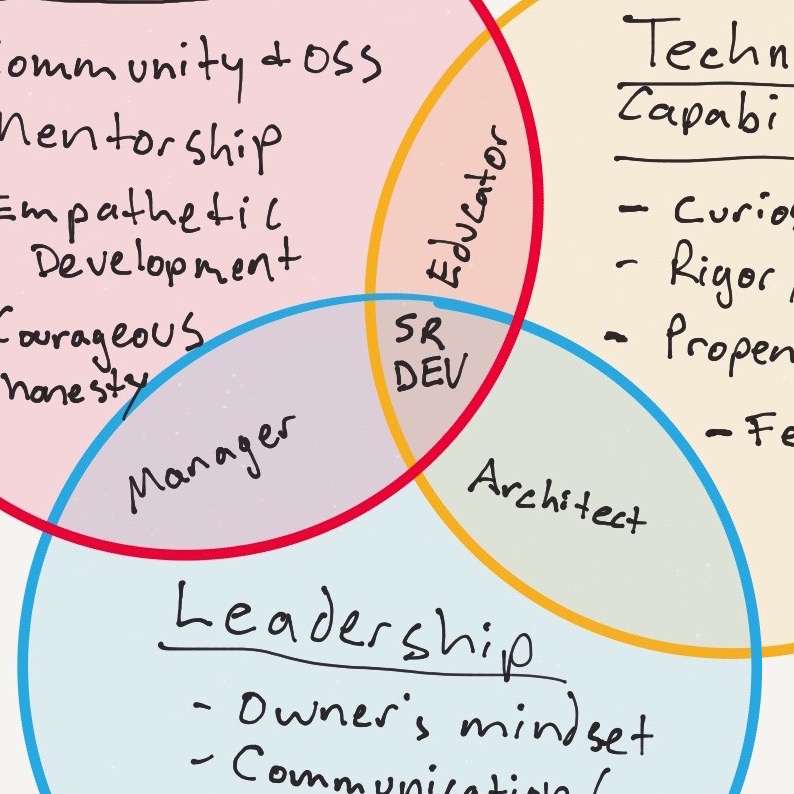 ommunity + OSS
Mentorship
Empathetic
Development
Courageous
honesty
Educator
Techn
Capabi
- Curios
- Rigor
- Propen
- Fe
SR
DEV
Manager
Architect
Leadership
- Owner's mindset
- Communication/